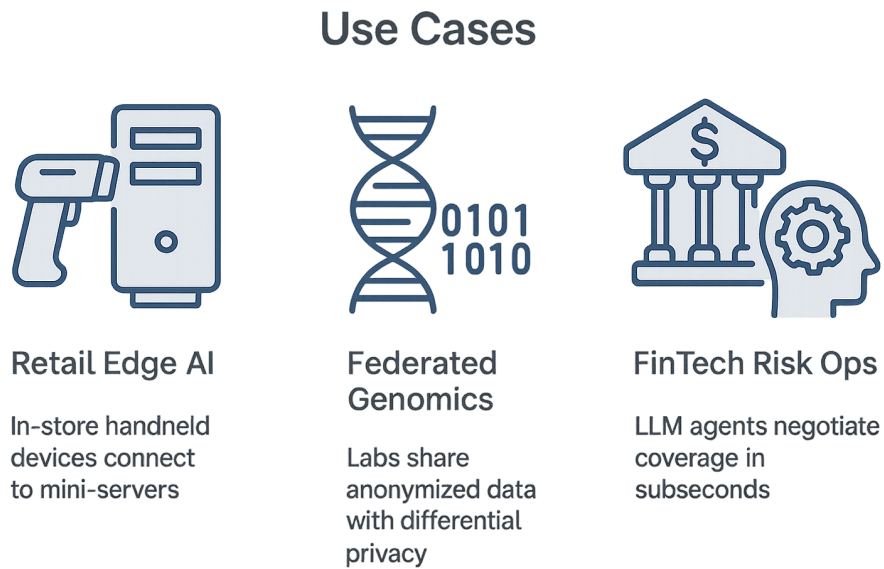 Use Cases
$
0101
1010
Retail Edge AI
In-store handneld
devices connect
to mini-servers
Federated
Genomics
Labs share
anonymized data
with differential
privacy
FinTech Risk Ops
LLM agents negotiate
coverage in
subseconds